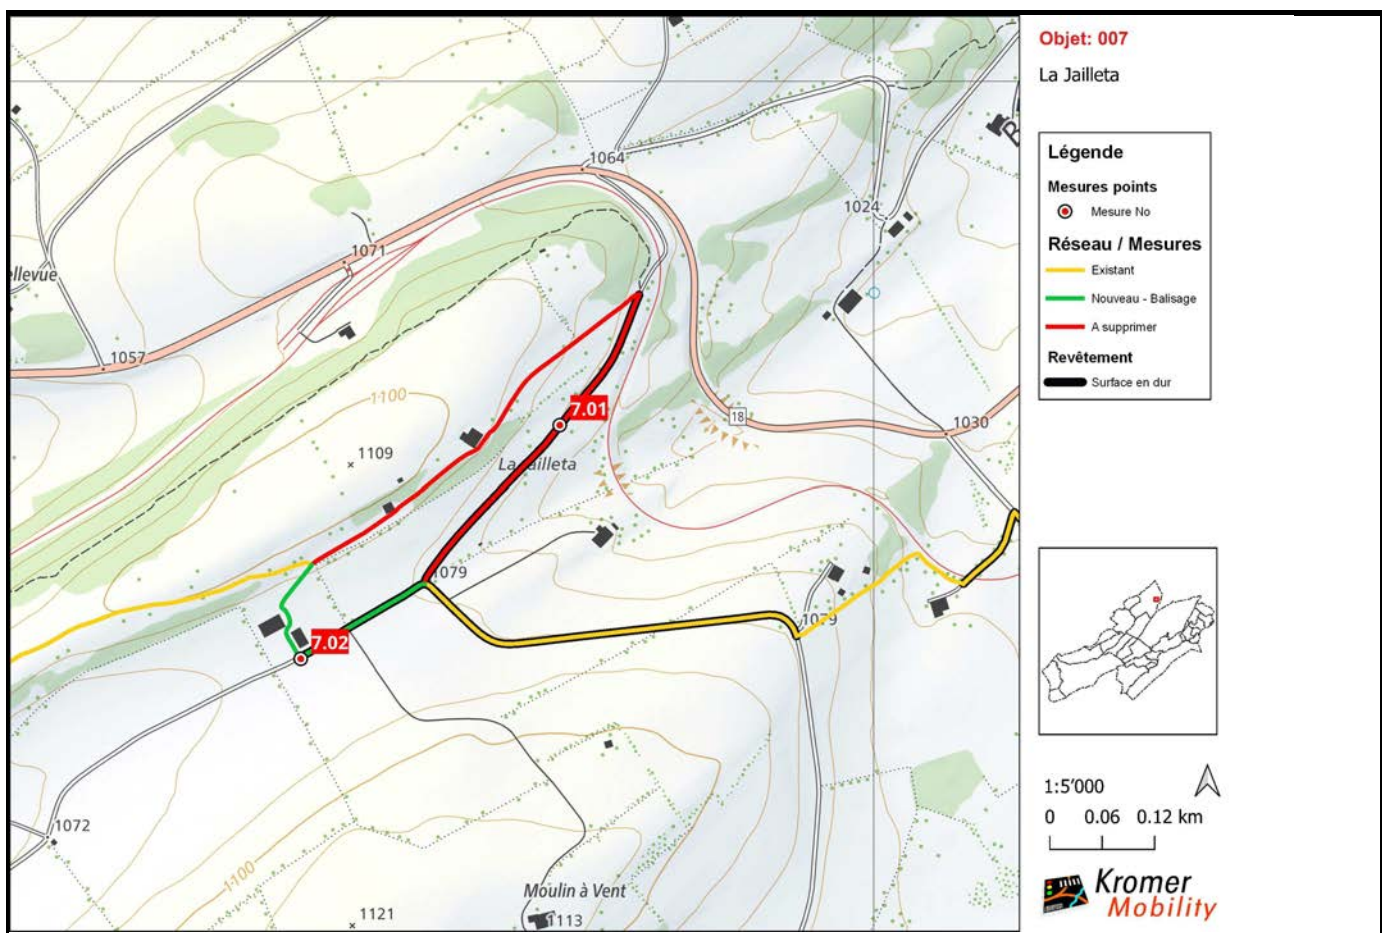 Objet: 007
La Jailleta
Légende
Mesures points
Mesure No
Réseau / Mesures
Existant
Nouveau - Balisage
A supprimer
Revêtement
Surface en dur
1:5'000
0 0.06 0.12 km
Kromer
Mobility
1064
1024
1071
ellevue
1057
1100
7.01
18
1030
1109
La Jailleta
1079
1079
7.02
1072
1100
Moulin à Vent
1121
1113